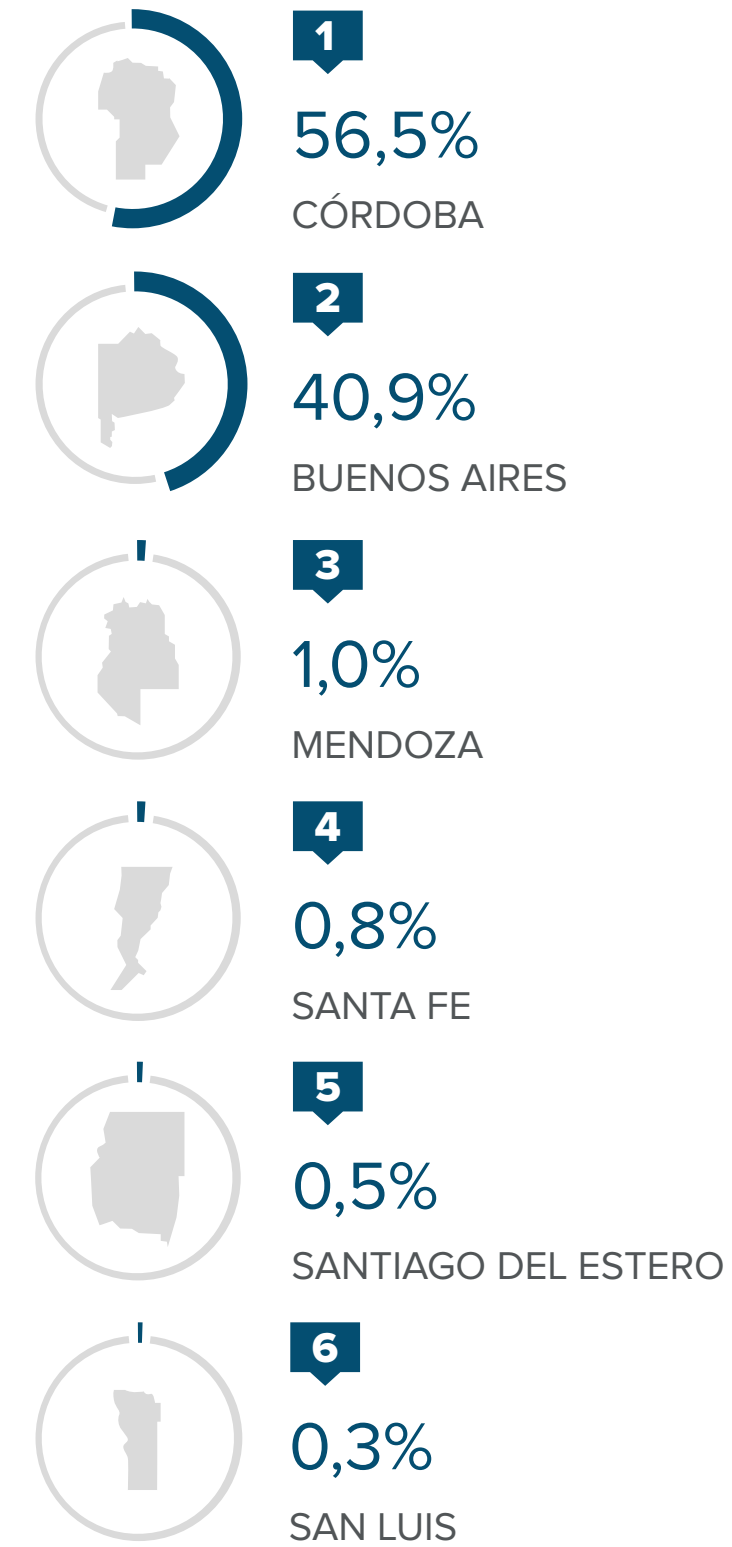 1
56,5%
CÓRDOBA
2
40,9%
BUENOS AIRES
3
1,0%
MENDOZA
4
0,8%
SANTA FE
5
0,5%
SANTIAGO DEL ESTERO
6
0,3%
SAN LUIS